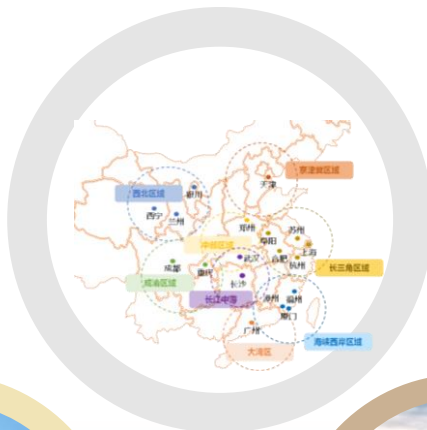 京津冀区域
天津
西北区域
银川
西宁
兰州
郑州
苏州
阜阳
上海
中部区域
合肥
杭州
武汉
成都
重庆
长三角区域
成渝区域
长沙
长江中游
漳州
福州
厦门
广州
海峡西岸区域
大湾区